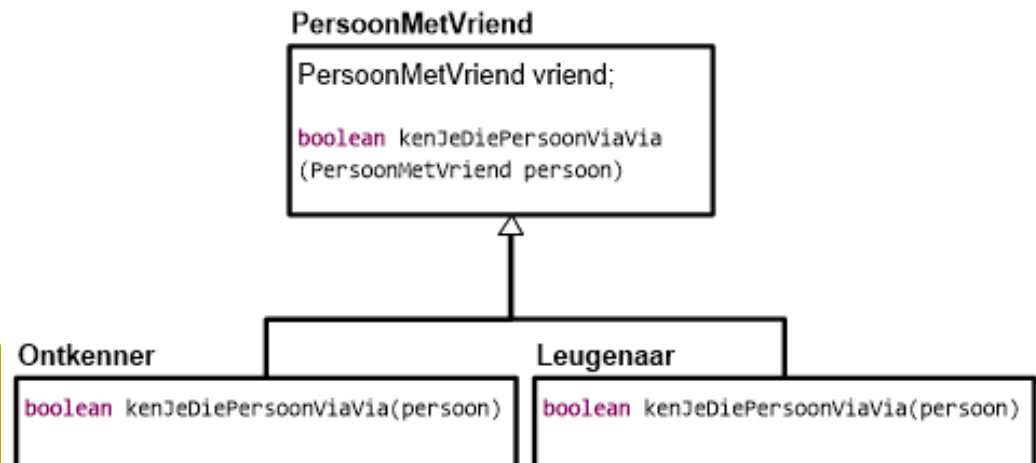 PersoonMetVriend
PersoonMetVriend vriend;
boolean kenJeDiePersoonViaVia
(PersoonMetVriend persoon)
Ontkenner
boolean kenJeDiePersoonViaVia(persoon)
Leugenaar
boolean kenJeDiePersoonViaVia(persoon)